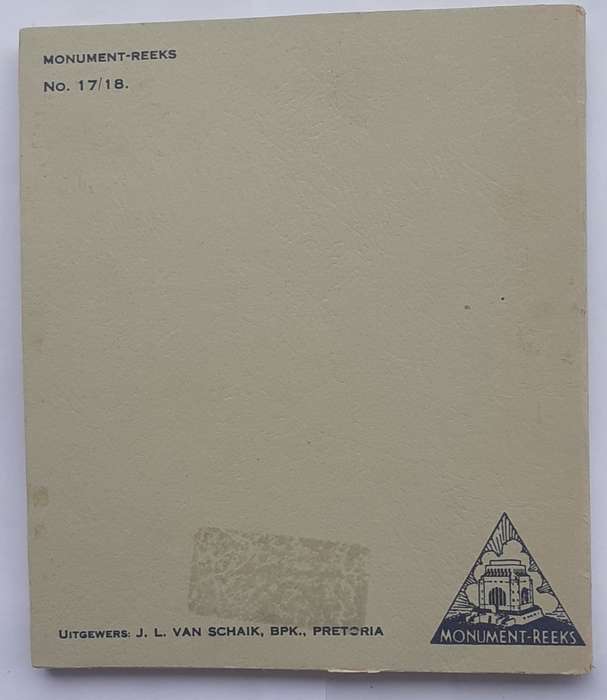 MONUMENT-REEKS
No. 17/18.
UITGEWERS: J. L. VAN SCHAIK, BPK., PRETORIA
MONUMENT-REEKS